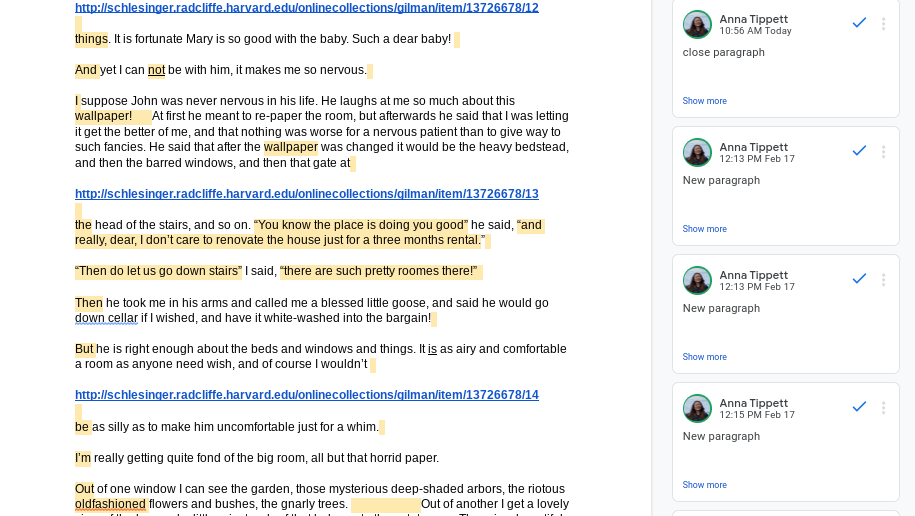 http://schlesinger.radcliffe.harvard.edu/onlinecollections/gilman/item/13726678/12
things. It is fortunate Mary is so good with the baby. Such a dear baby!
And yet I can not be with him, it makes me so nervous.
I suppose John was never nervous in his life. He laughs at me so much about this
wallpaper! At first he meant to re-paper the room, but afterwards he said that I was letting
it get the better of me, and that nothing was worse for a nervous patient than to give way to
such fancies. He said that after the wallpaper was changed it would be the heavy bedstead,
and then the barred windows, and then that gate at
http://schlesinger.radcliffe.harvard.edu/onlinecollections/gilman/item/13726678/13
the head of the stairs, and so on. “You know the place is doing you good” he said, “and
really, dear, I don’t care to renovate the house just for a three months rental.”
“Then do let us go down stairs” I said, “there are such pretty roomes there!”
Then he took me in his arms and called me a blessed little goose, and said he would go
down cellar if I wished, and have it white-washed into the bargain!
But he is right enough about the beds and windows and things. It is as airy and comfortable
a room as anyone need wish, and of course I wouldn’t
http://schlesinger.radcliffe.harvard.edu/onlinecollections/gilman/item/13726678/14
be as silly as to make him uncomfortable just for a whim.
I’m really getting quite fond of the big room, all but that horrid paper.
Out of one window I can see the garden, those mysterious deep-shaded arbors, the riotous
oldfashioned flowers and bushes, the gnarly trees. Out of another I get a lovely
Anna Tippett
10:56 AM Today
close paragraph
Show more
Anna Tippett
12:13 PM Feb 17
New paragraph
Show more
Anna Tippett
12:13 PM Feb 17
New paragraph
Show more
Anna Tippett
12:15 PM Feb 17
New paragraph
Show more